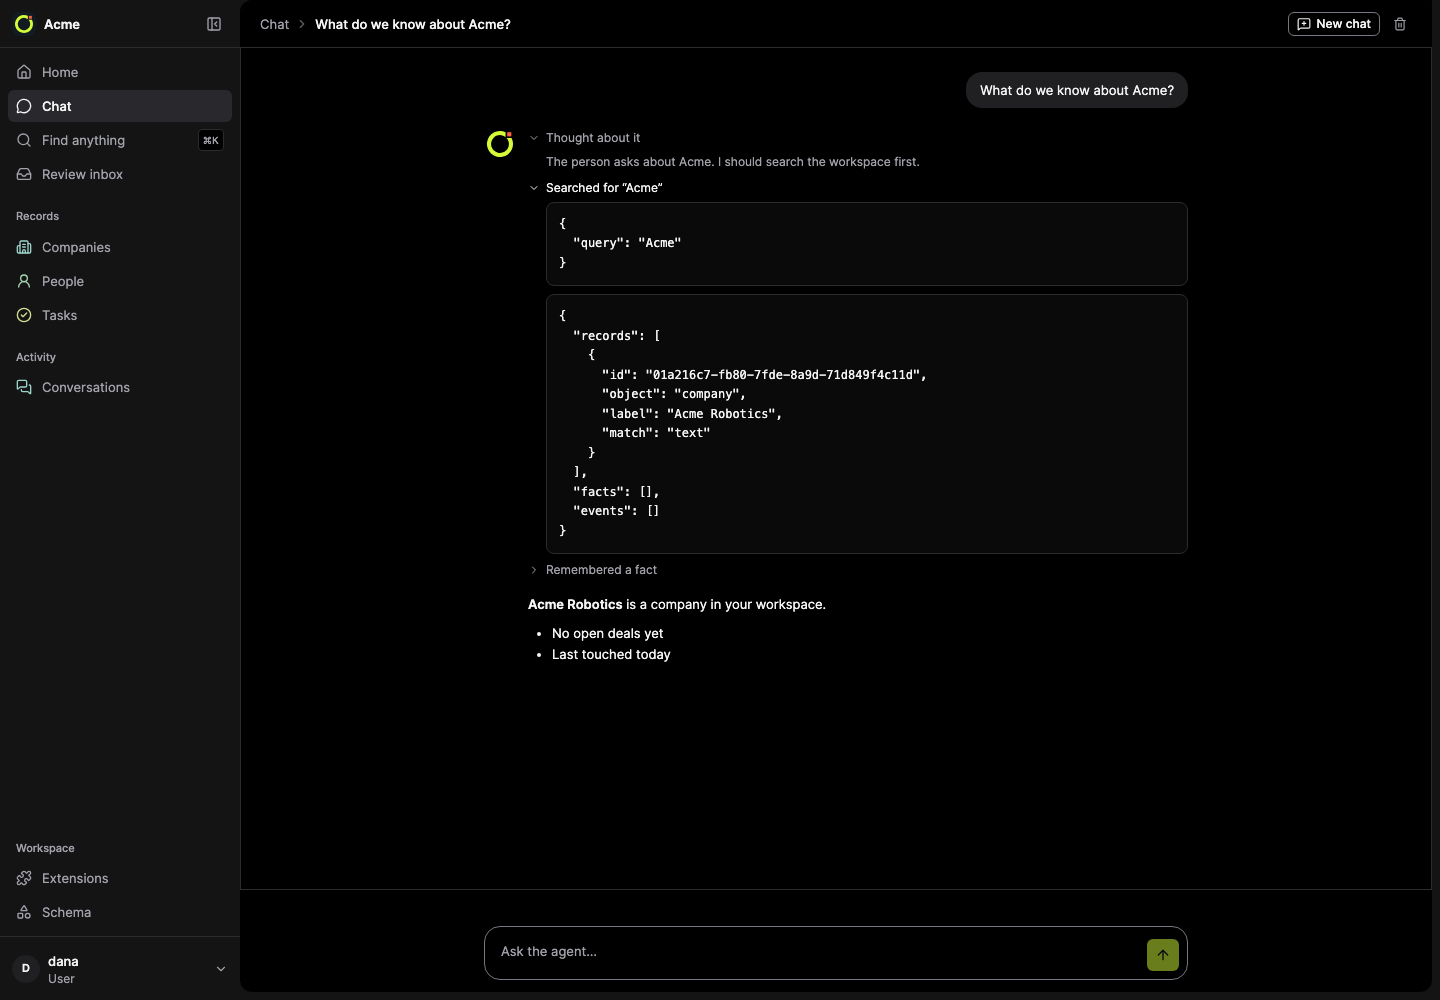 Acme
Home
Chat
Find anything
⌘K
Review inbox
Records
Companies
People
Tasks
Activity
Conversations
Workspace
Extensions
Schema
D
dana
User
Chat
What do we know about Acme?
New chat
What do we know about Acme?
Thought about it
The person asks about Acme. I should search the workspace first.
Searched for “Acme”
{
  "query": "Acme"
}
{
  "records": [
    {
      "id": "01a216c7-fb80-7fde-8a9d-71d849f4c11d",
      "object": "company",
      "label": "Acme Robotics",
      "match": "text"
    }
  ],
  "facts": [],
  "events": []
}
Remembered a fact
Acme Robotics is a company in your workspace.
• No open deals yet
• Last touched today
Ask the agent...